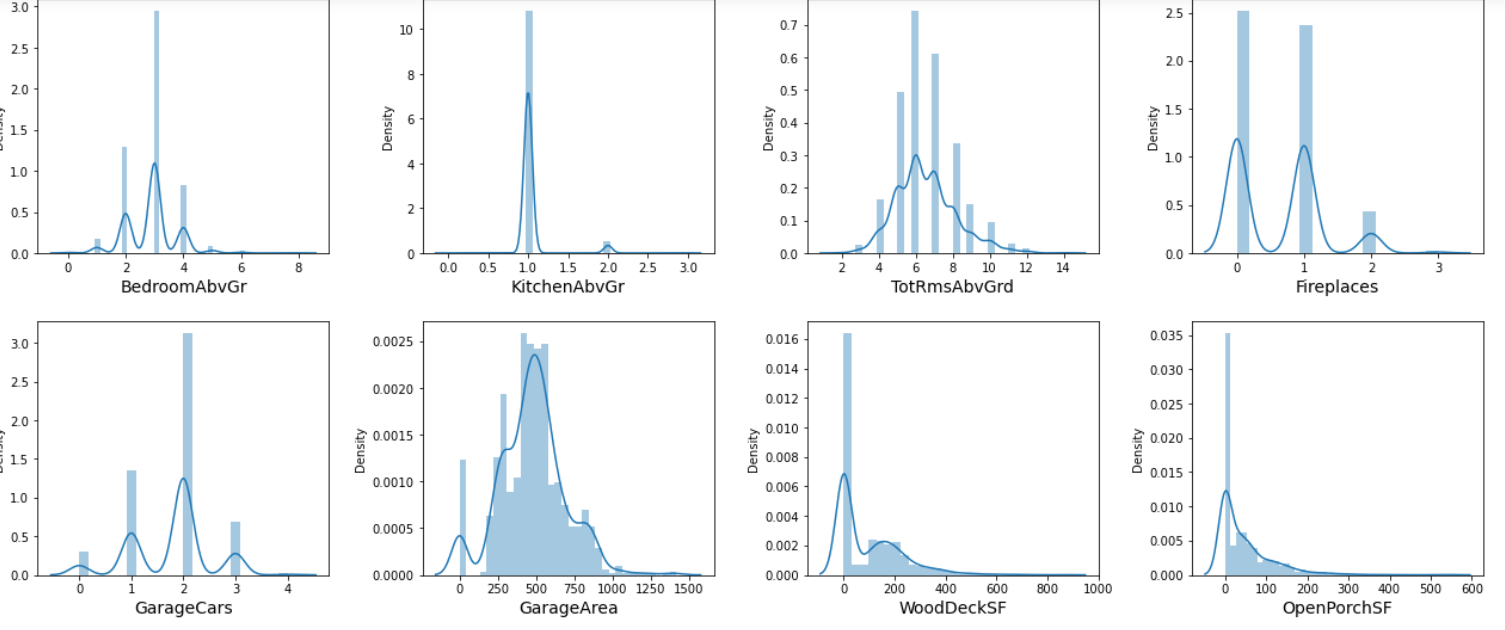 3.0
2.5
2.0
1.5
1.0
0.5
0.0
0 2 4 6 8
BedroomAbvGr
Density
10
8
6
4
2
0
0.0 0.5 1.0 1.5 2.0 2.5 3.0
KitchenAbvGr
Density
0.7
0.6
0.5
0.4
0.3
0.2
0.1
0.0
2 4 6 8 10 12 14
TotRmsAbvGrd
Density
2.5
2.0
1.5
1.0
0.5
0.0
0 1 2 3
Fireplaces
3.0
2.5
2.0
1.5
1.0
0.5
0.0
0 1 2 3 4
GarageCars
Density
0.0025
0.0020
0.0015
0.0010
0.0005
0.0000
0 250 500 750 1000 1250 1500
GarageArea
Density
0.016
0.014
0.012
0.010
0.008
0.006
0.004
0.002
0.000
0 200 400 600 800 1000
WoodDeckSF
Density
0.035
0.030
0.025
0.020
0.015
0.010
0.005
0.000
0 100 200 300 400 500 600
OpenPorchSF